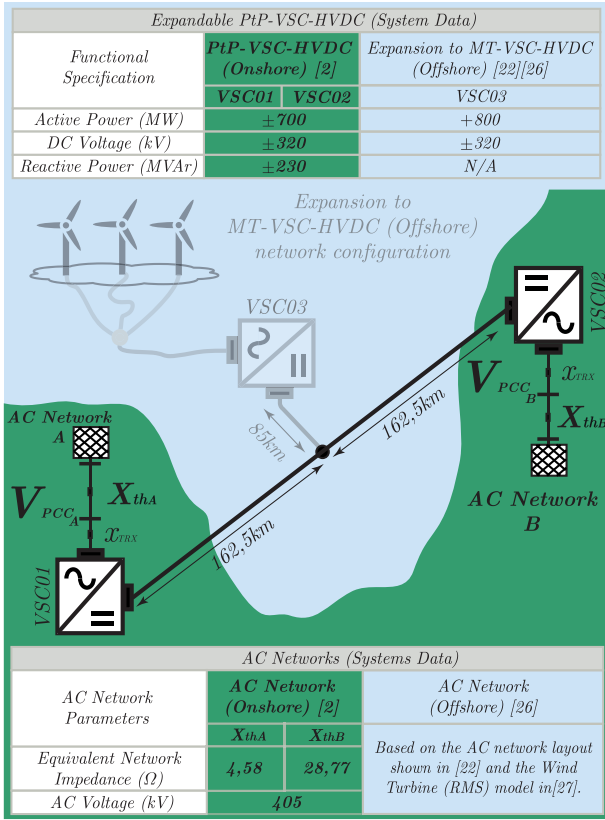 Expandable PtP-VSC-HVDC (System Data)
Functional Specification
PtP-VSC-HVDC (Onshore) [2]
Expansion to MT-VSC-HVDC (Offshore) [22][26]
VSC01 VSC02 VSC03
Active Power (MW) ±700 +800
DC Voltage (kV) ±320 ±320
Reactive Power (MVAr) ±230 N/A
Expansion to
MT-VSC-HVDC (Offshore)
network configuration
VSC03
VSC02
85km
162,5km
V PCC B
x TRX
X thB
AC Network
B
AC Network
A
V PCC A
X thA
x TRX
162,5km
VSC01
AC Networks (Systems Data)
AC Network Parameters
AC Network (Onshore) [2]
AC Network (Offshore) [26]
X thA X thB
Equivalent Network Impedance (Ω) 4,58 28,77
Based on the AC network layout
shown in [22] and the Wind
Turbine (RMS) model in[27].
AC Voltage (kV) 405